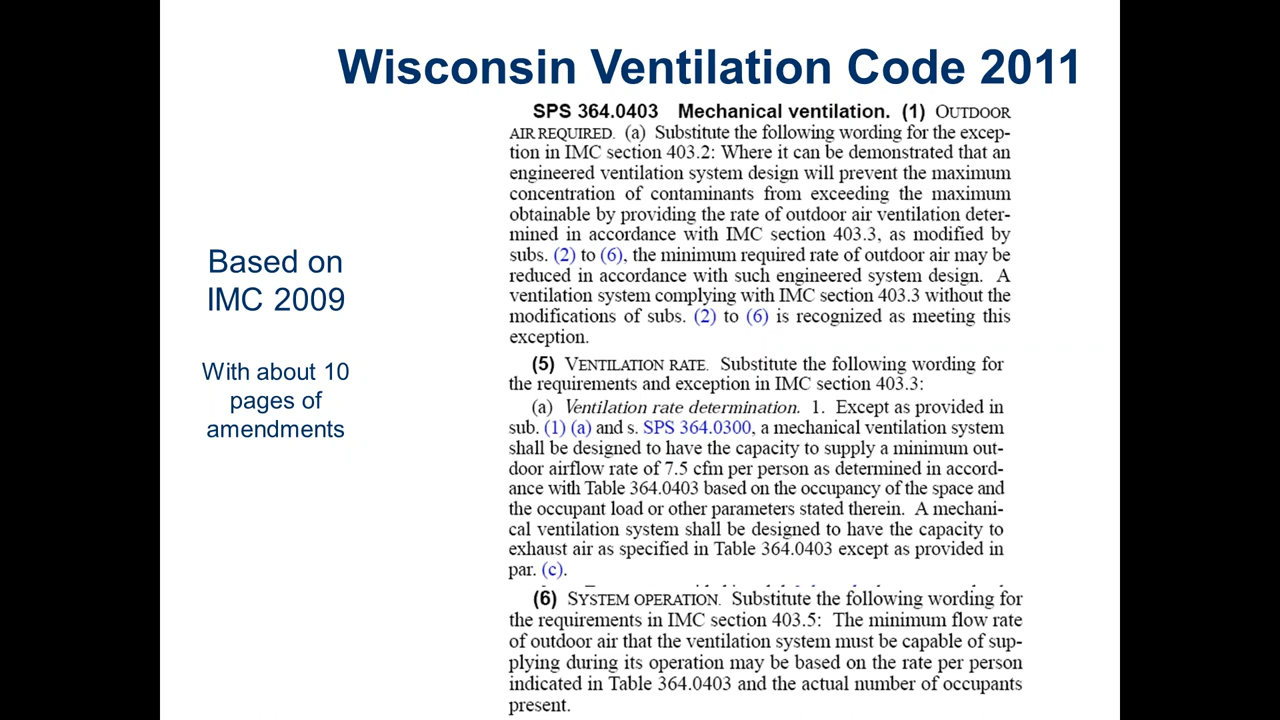 Wisconsin Ventilation Code 2011
Based on
IMC 2009
With about 10
pages of
amendments
SPS 364.0403 Mechanical ventilation. (1) OUTDOOR
AIR REQUIRED. (a) Substitute the following wording for the excep-
tion in IMC section 403.2: Where it can be demonstrated that an
engineered ventilation system design will prevent the maximum
concentration of contaminants from exceeding the maximum
obtainable by providing the rate of outdoor air ventilation deter-
mined in accordance with IMC section 403.3, as modified by
subs. (2) to (6), the minimum required rate of outdoor air may be
reduced in accordance with such engineered system design. A
ventilation system complying with IMC section 403.3 without the
modifications of subs. (2) to (6) is recognized as meeting this
exception.
(5) VENTILATION RATE. Substitute the following wording for
the requirements and exception in IMC section 403.3:
(a) Ventilation rate determination. 1. Except as provided in
sub. (1) (a) and s. SPS 364.0300, a mechanical ventilation system
shall be designed to have the capacity to supply a minimum out-
door airflow rate of 7.5 cfm per person as determined in accord-
ance with Table 364.0403 based on the occupancy of the space and
the occupant load or other parameters stated therein. A mechani-
cal ventilation system shall be designed to have the capacity to
exhaust air as specified in Table 364.0403 except as provided in
par. (c).
(6) SYSTEM OPERATION. Substitute the following wording for
the requirements in IMC section 403.5: The minimum flow rate
of outdoor air that the ventilation system must be capable of sup-
plying during its operation may be based on the rate per person
indicated in Table 364.0403 and the actual number of occupants
present.